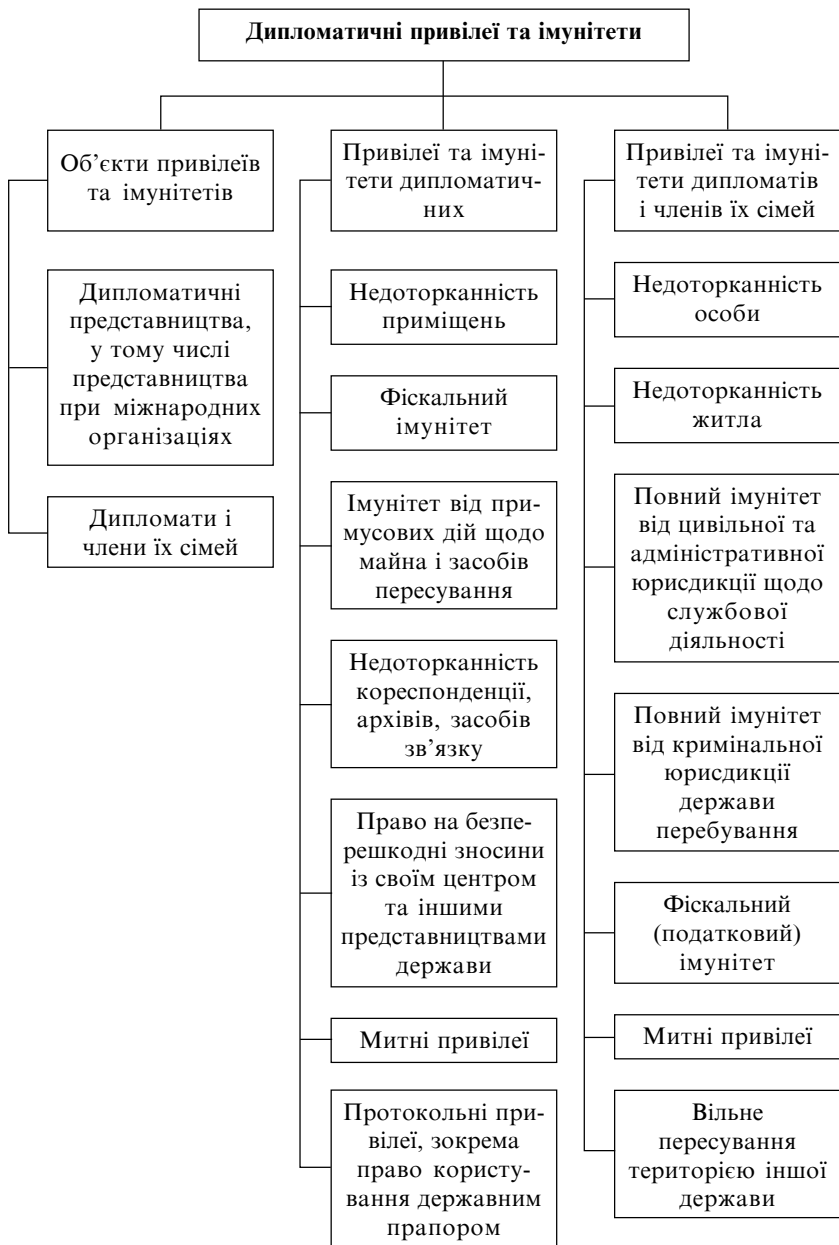 Дипломатичні привілеї та імунітети
Об’єкти привілеїв
та імунітетів
Дипломатичні
представництва,
у тому числі
представництва
при міжнародних
організаціях
Дипломати і
члени їх сімей
Привілеї та імуні-
тети дипломатич-
них
Недоторканність
приміщень
Фіскальний
імунітет
Імунітет від при-
мусових дій щодо
майна і засобів
пересування
Недоторканність
кореспонденції,
архівів, засобів
зв’язку
Право на безпе-
решкодні зносини
із своїм центром
та іншими
представництвами
держави
Митні привілеї
Протокольні при-
вілеї, зокрема
право користу-
вання державним
прапором
Привілеї та імуні-
тети дипломатів
і членів їх сімей
Недоторканність
особи
Недоторканність
житла
Повний імунітет
від цивільної та
адміністративної
юрисдикції щодо
службової
діяльності
Повний імунітет
від кримінальної
юрисдикції
держави
перебування
Фіскальний
(податковий)
імунітет
Митні привілеї
Вільне
пересування
територією іншої
держави